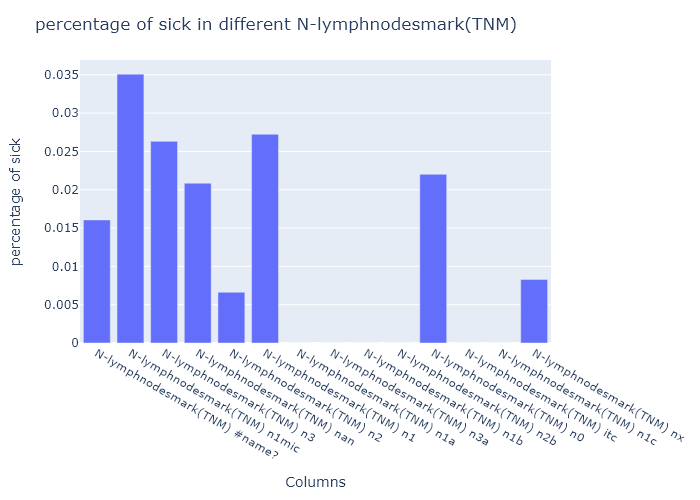 percentage of sick in different N-lymphnodesmark(TNM)
percentage of sick
0.035
0.03
0.025
0.02
0.015
0.01
0.005
0
N-lymphnodesmark(TNM) #name?
N-lymphnodesmark(TNM) n1mic
N-lymphnodesmark(TNM) n3
N-lymphnodesmark(TNM) nan
N-lymphnodesmark(TNM) n2
N-lymphnodesmark(TNM) n1
N-lymphnodesmark(TNM) n1a
N-lymphnodesmark(TNM) n3a
N-lymphnodesmark(TNM) n1b
N-lymphnodesmark(TNM) n2b
N-lymphnodesmark(TNM) n0
N-lymphnodesmark(TNM) itc
N-lymphnodesmark(TNM) n1c
N-lymphnodesmark(TNM) nx
Columns